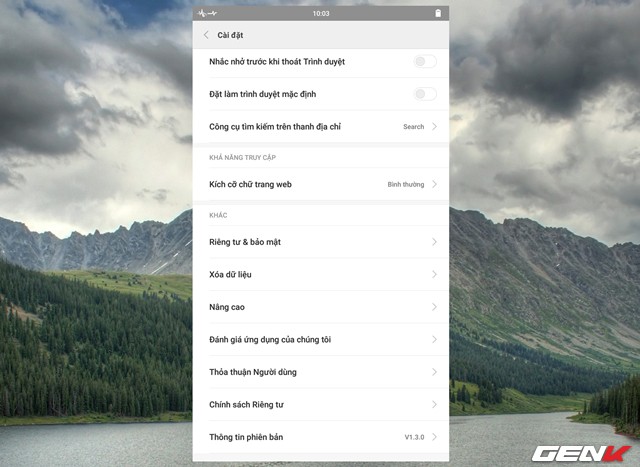 10:03
Cài đặt
Nhắc nhở trước khi thoát Trình duyệt
Đặt làm trình duyệt mặc định
Công cụ tìm kiếm trên thanh địa chỉ Search
KHẢ NĂNG TRUY CẬP
Kích cỡ chữ trang web Bình thường
KHÁC
Riêng tư & bảo mật
Xóa dữ liệu
Nâng cao
Đánh giá ứng dụng của chúng tôi
Thỏa thuận Người dùng
Chính sách Riêng tư
Thông tin phiên bản V1.3.0
GENK